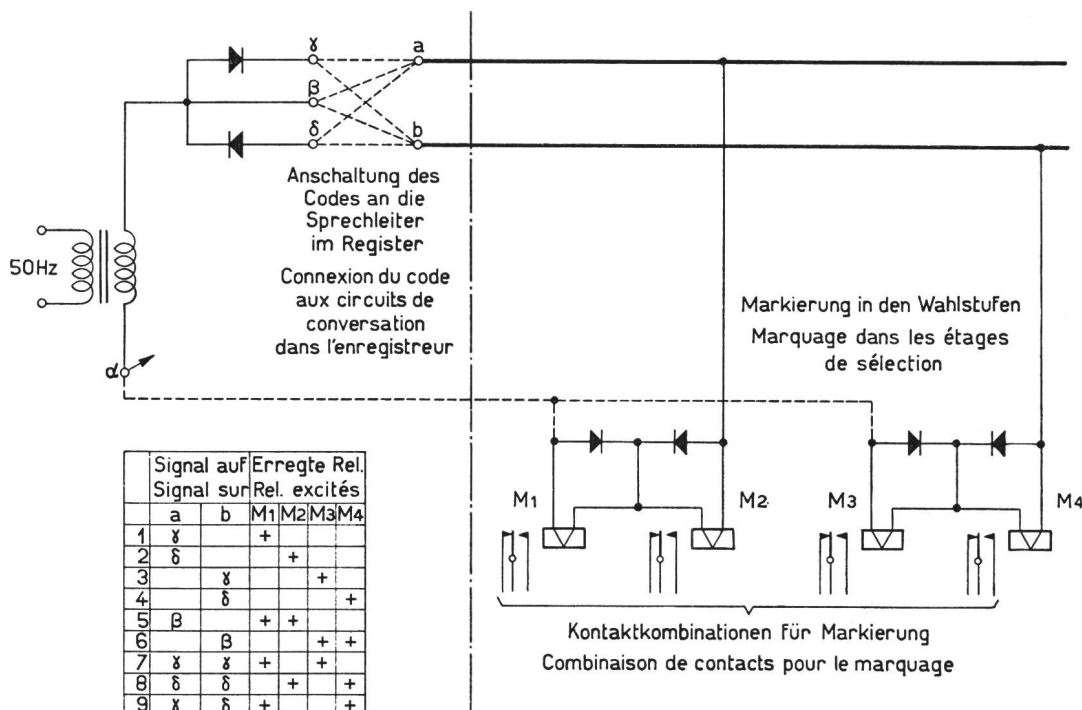 γ
a
β
δ
b
Anschaltung des
Codes an die
Sprechleiter
im Register
Connexion du code
aux circuits de
conversation
dans l'enregistreur
50Hz
α
Markierung in den Wahlstufen
Marquage dans les étages
de sélection
M1
M2
M3
M4
Kontaktkombinationen für Markierung
Combinaison de contacts pour le marquage
Signal auf Erregte Rel.
Signal sur Rel. excités
a b M1 M2 M3 M4
1 γ +
2 δ +
3 γ +
4 δ +
5 β + +
6 β + +
7 γ γ + +
8 δ δ + +
9 γ δ + +